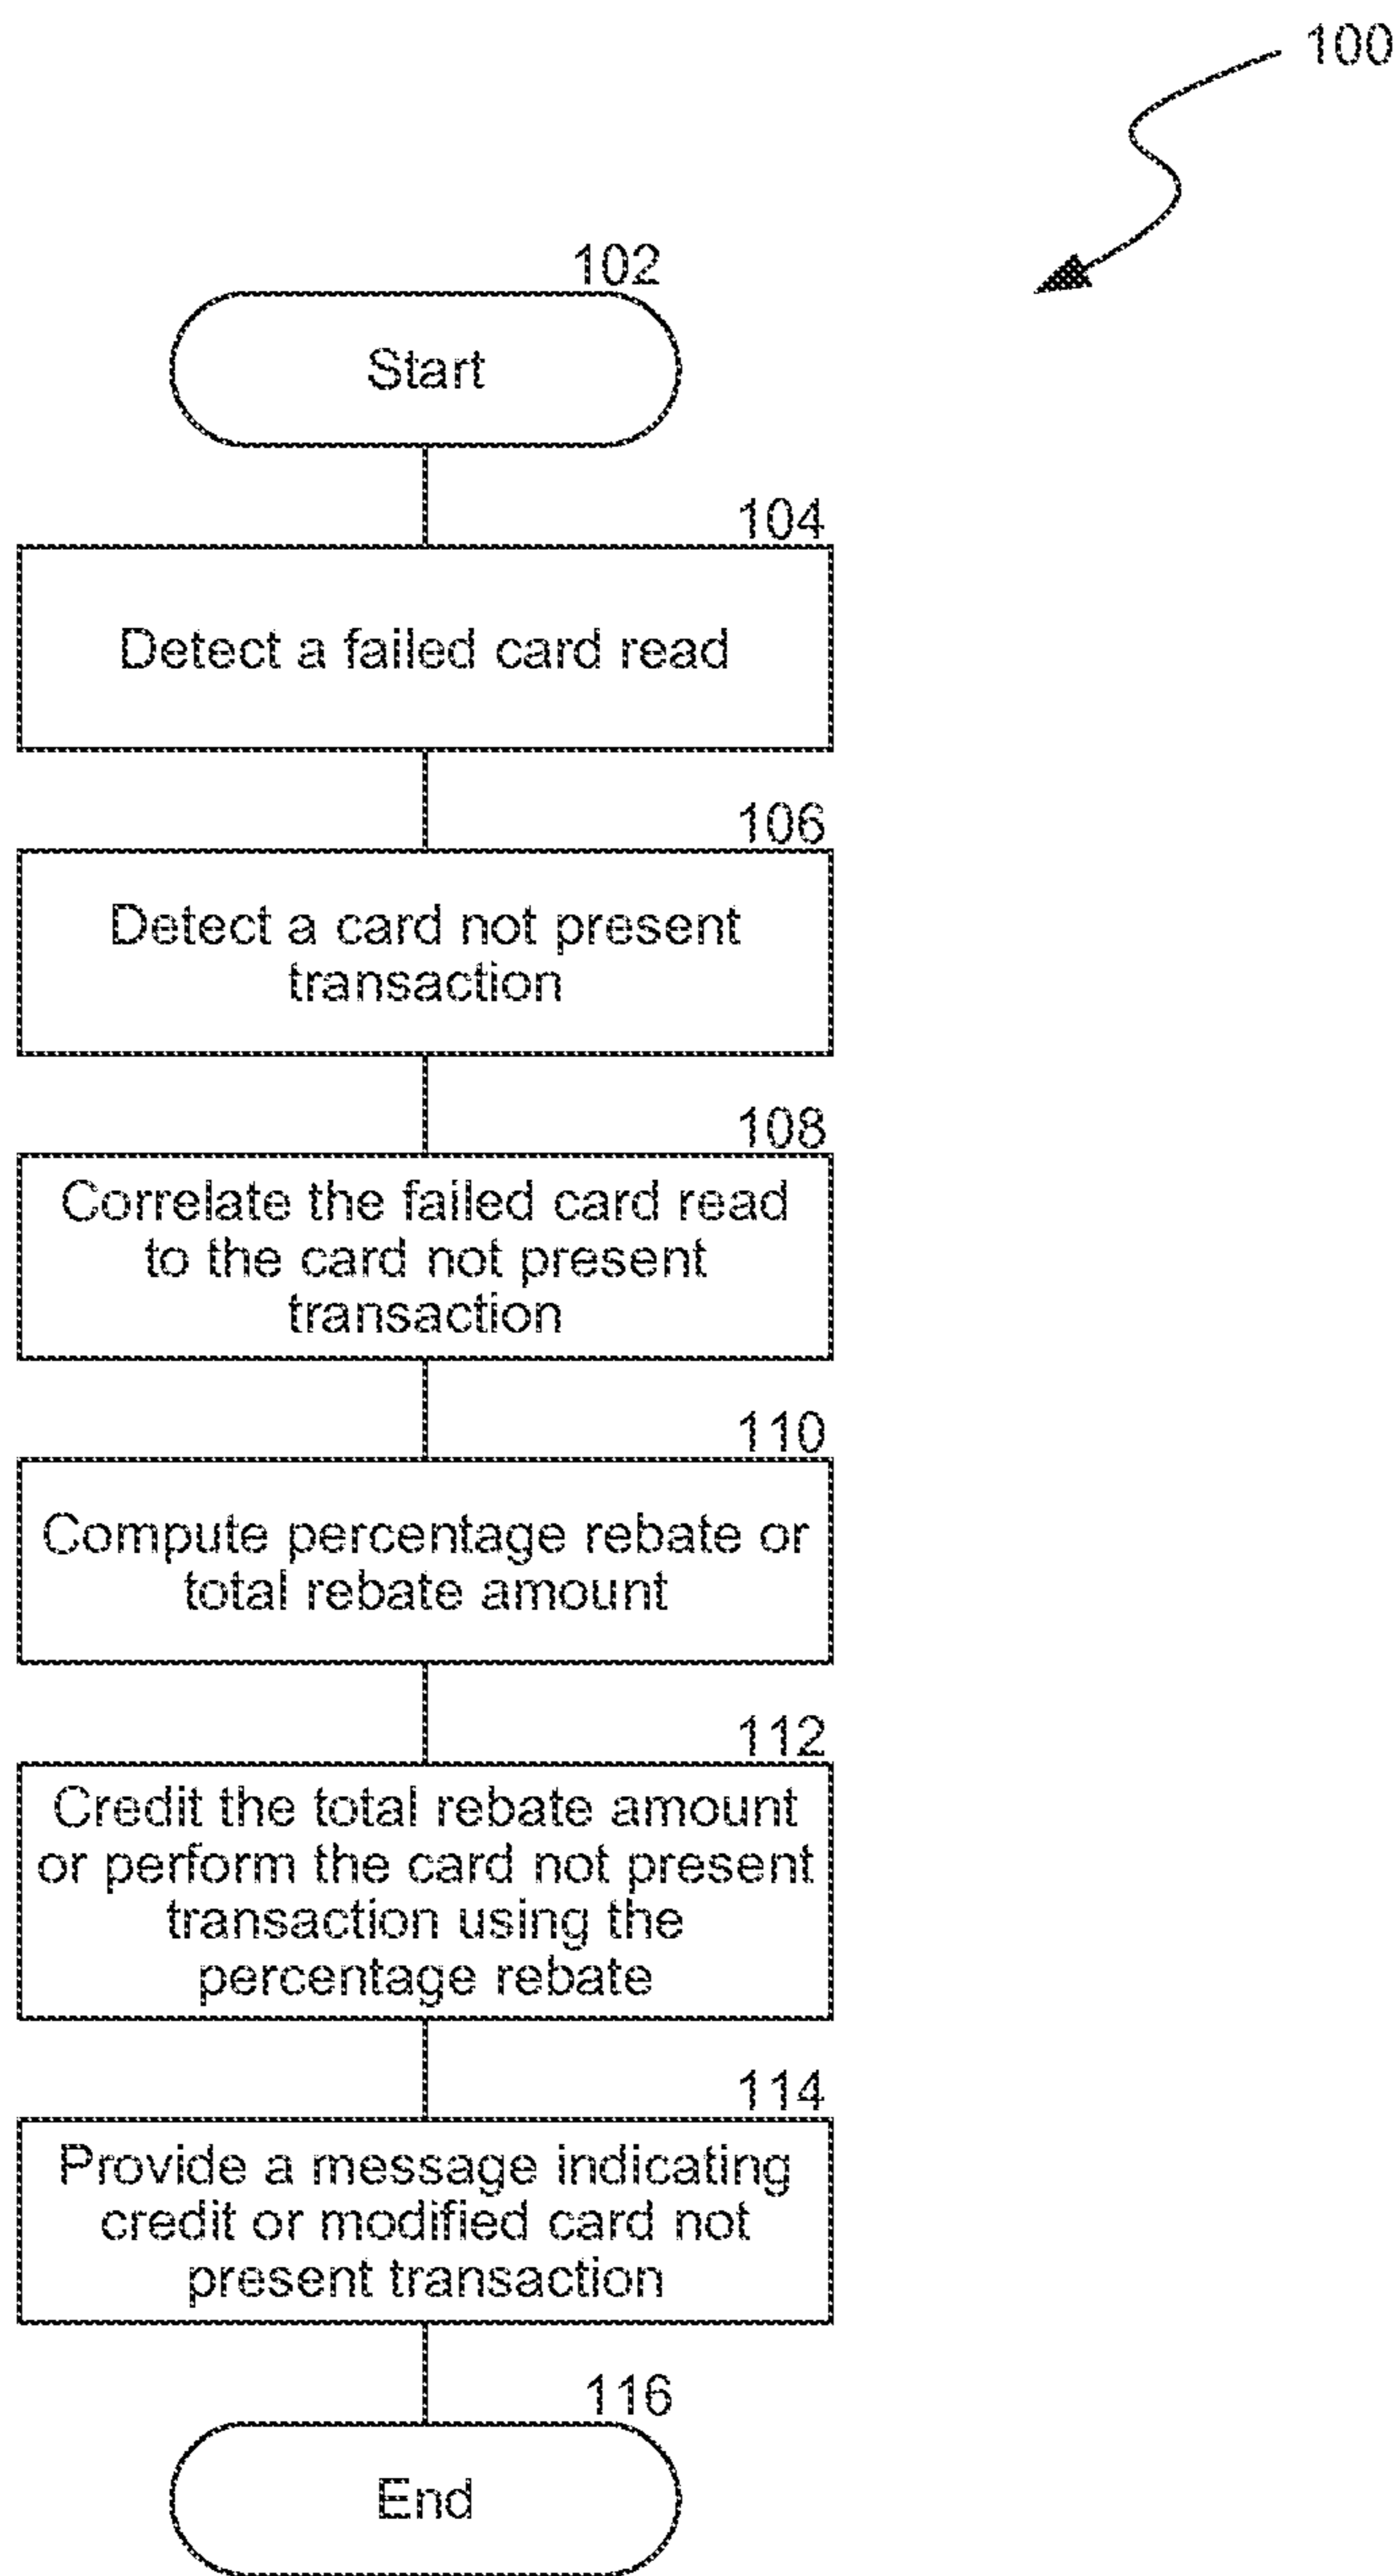 100
102
Start
104
Detect a failed card read
106
Detect a card not present
transaction
108
Correlate the failed card read
to the card not present
transaction
110
Compute percentage rebate or
total rebate amount
112
Credit the total rebate amount
or perform the card not present
transaction using the
percentage rebate
114
Provide a message indicating
credit or modified card not
present transaction
116
End